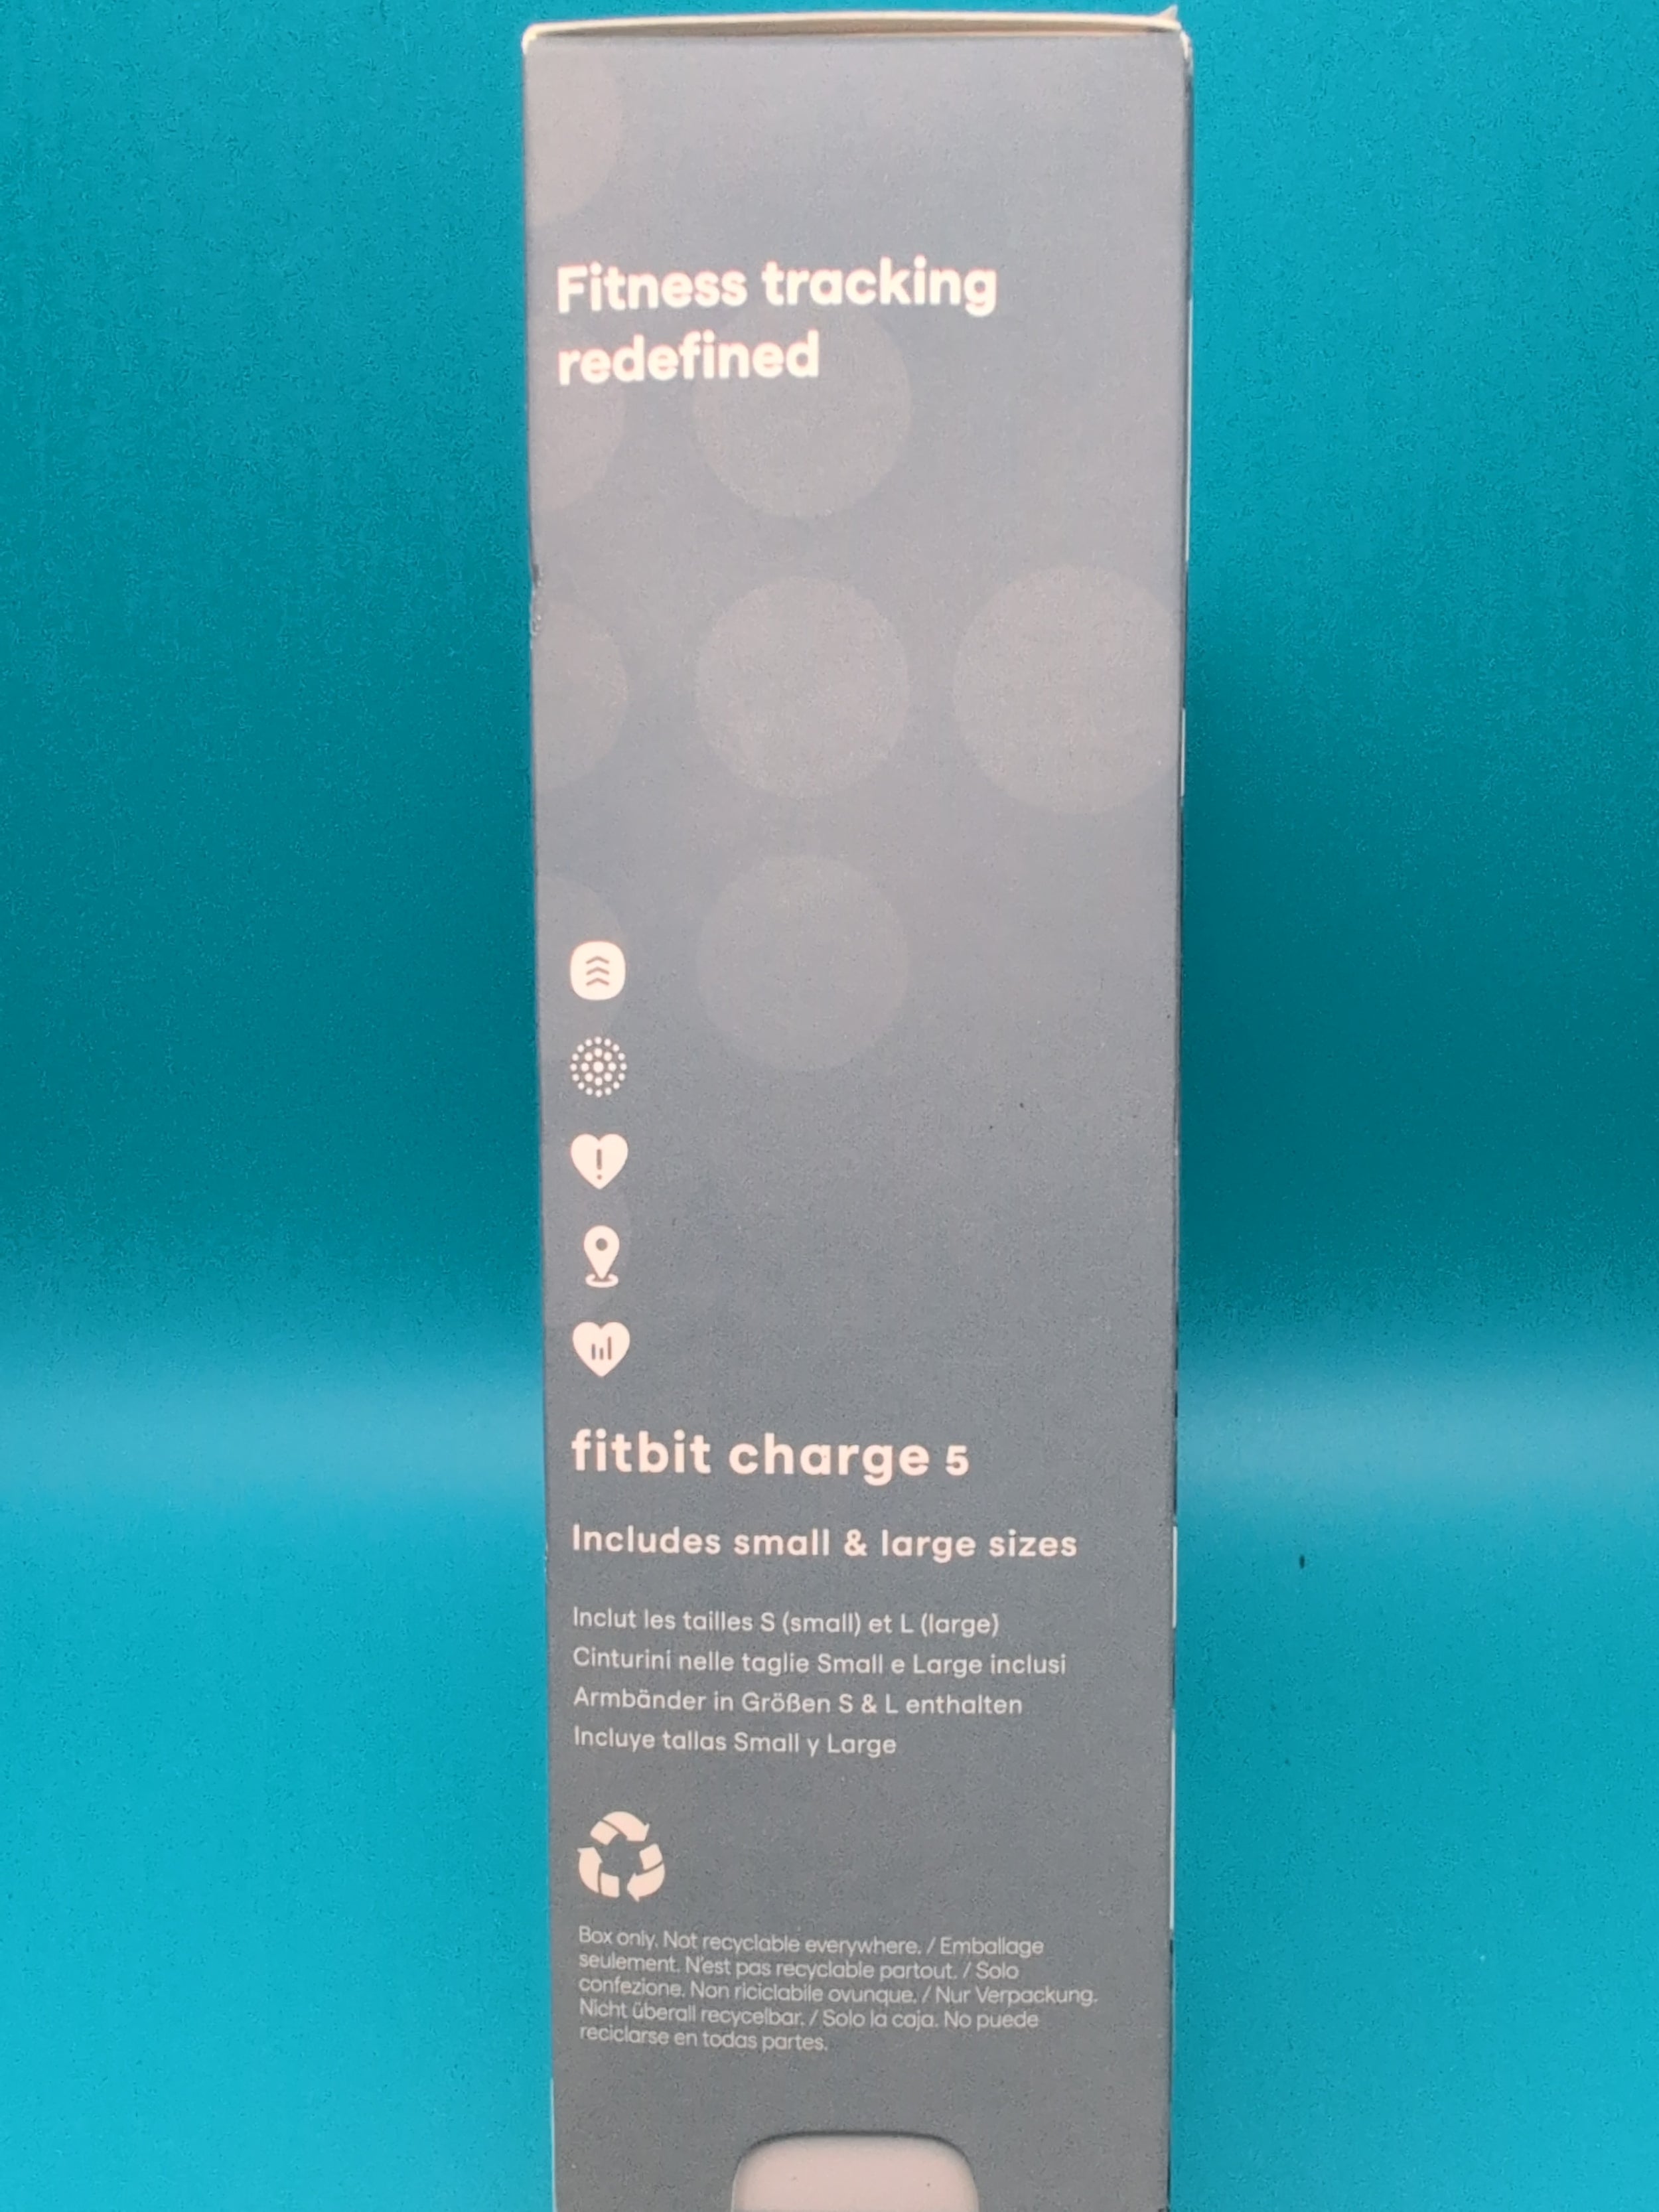 Fitness tracking
redefined
fitbit charge 5
Includes small & large sizes
Inclut les tailles S (small) et L (large)
Cinturini nelle taglie Small e Large inclusi
Armbänder in Größen S & L enthalten
Incluye tallas Small y Large
Box only. Not recyclable everywhere. / Emballage
seulement. N'est pas recyclable partout. / Solo
confezione. Non riciclabile ovunque. / Nur Verpackung.
Nicht überall recycelbar. / Solo la caja. No puede
reciclarse en todas partes.